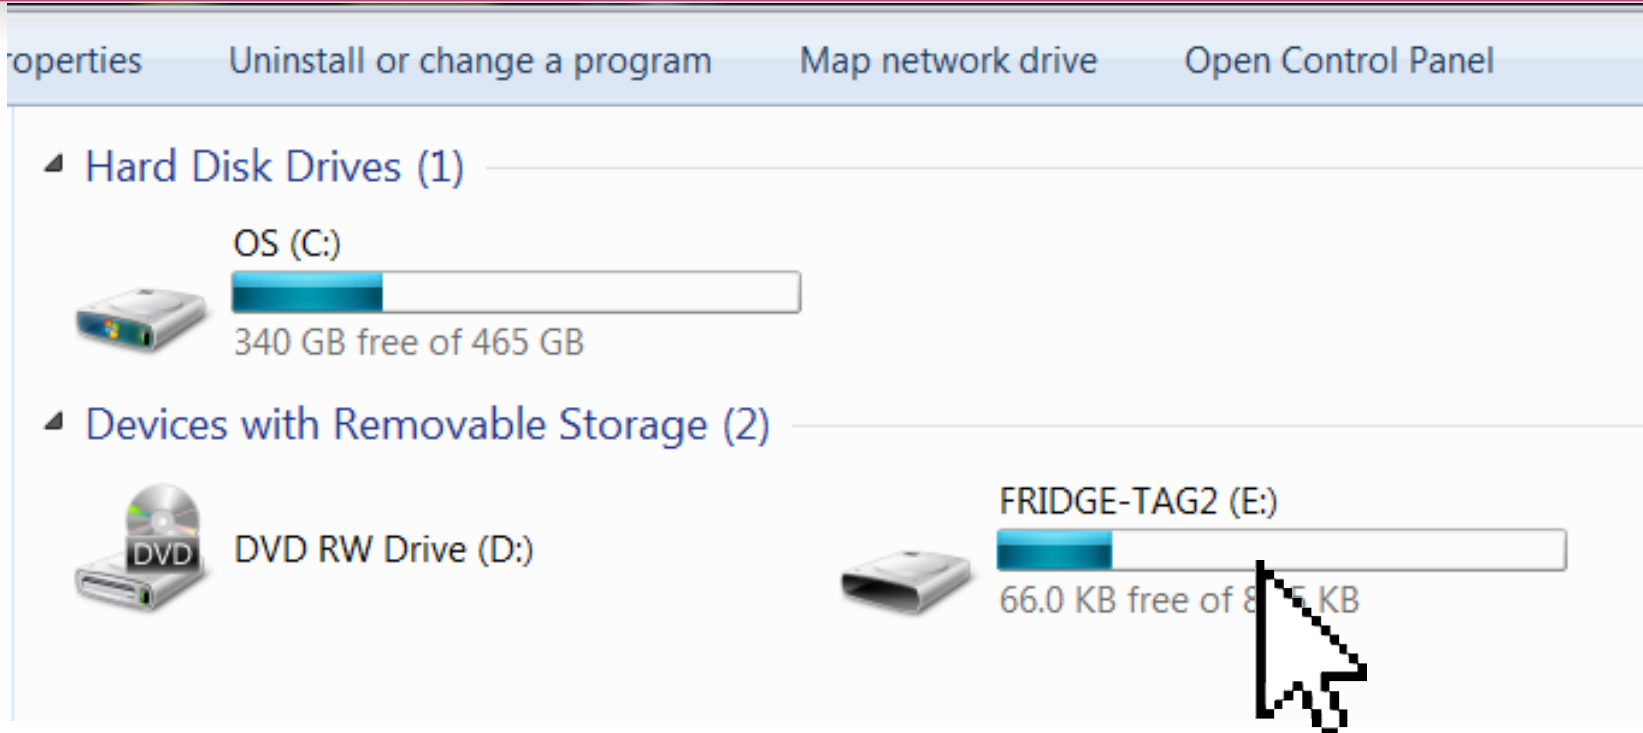 roperties Uninstall or change a program Map network drive Open Control Panel
Hard Disk Drives (1)
OS (C:)
340 GB free of 465 GB
Devices with Removable Storage (2)
DVD
DVD RW Drive (D:)
FRIDGE-TAG2 (E:)
66.0 KB free of KB